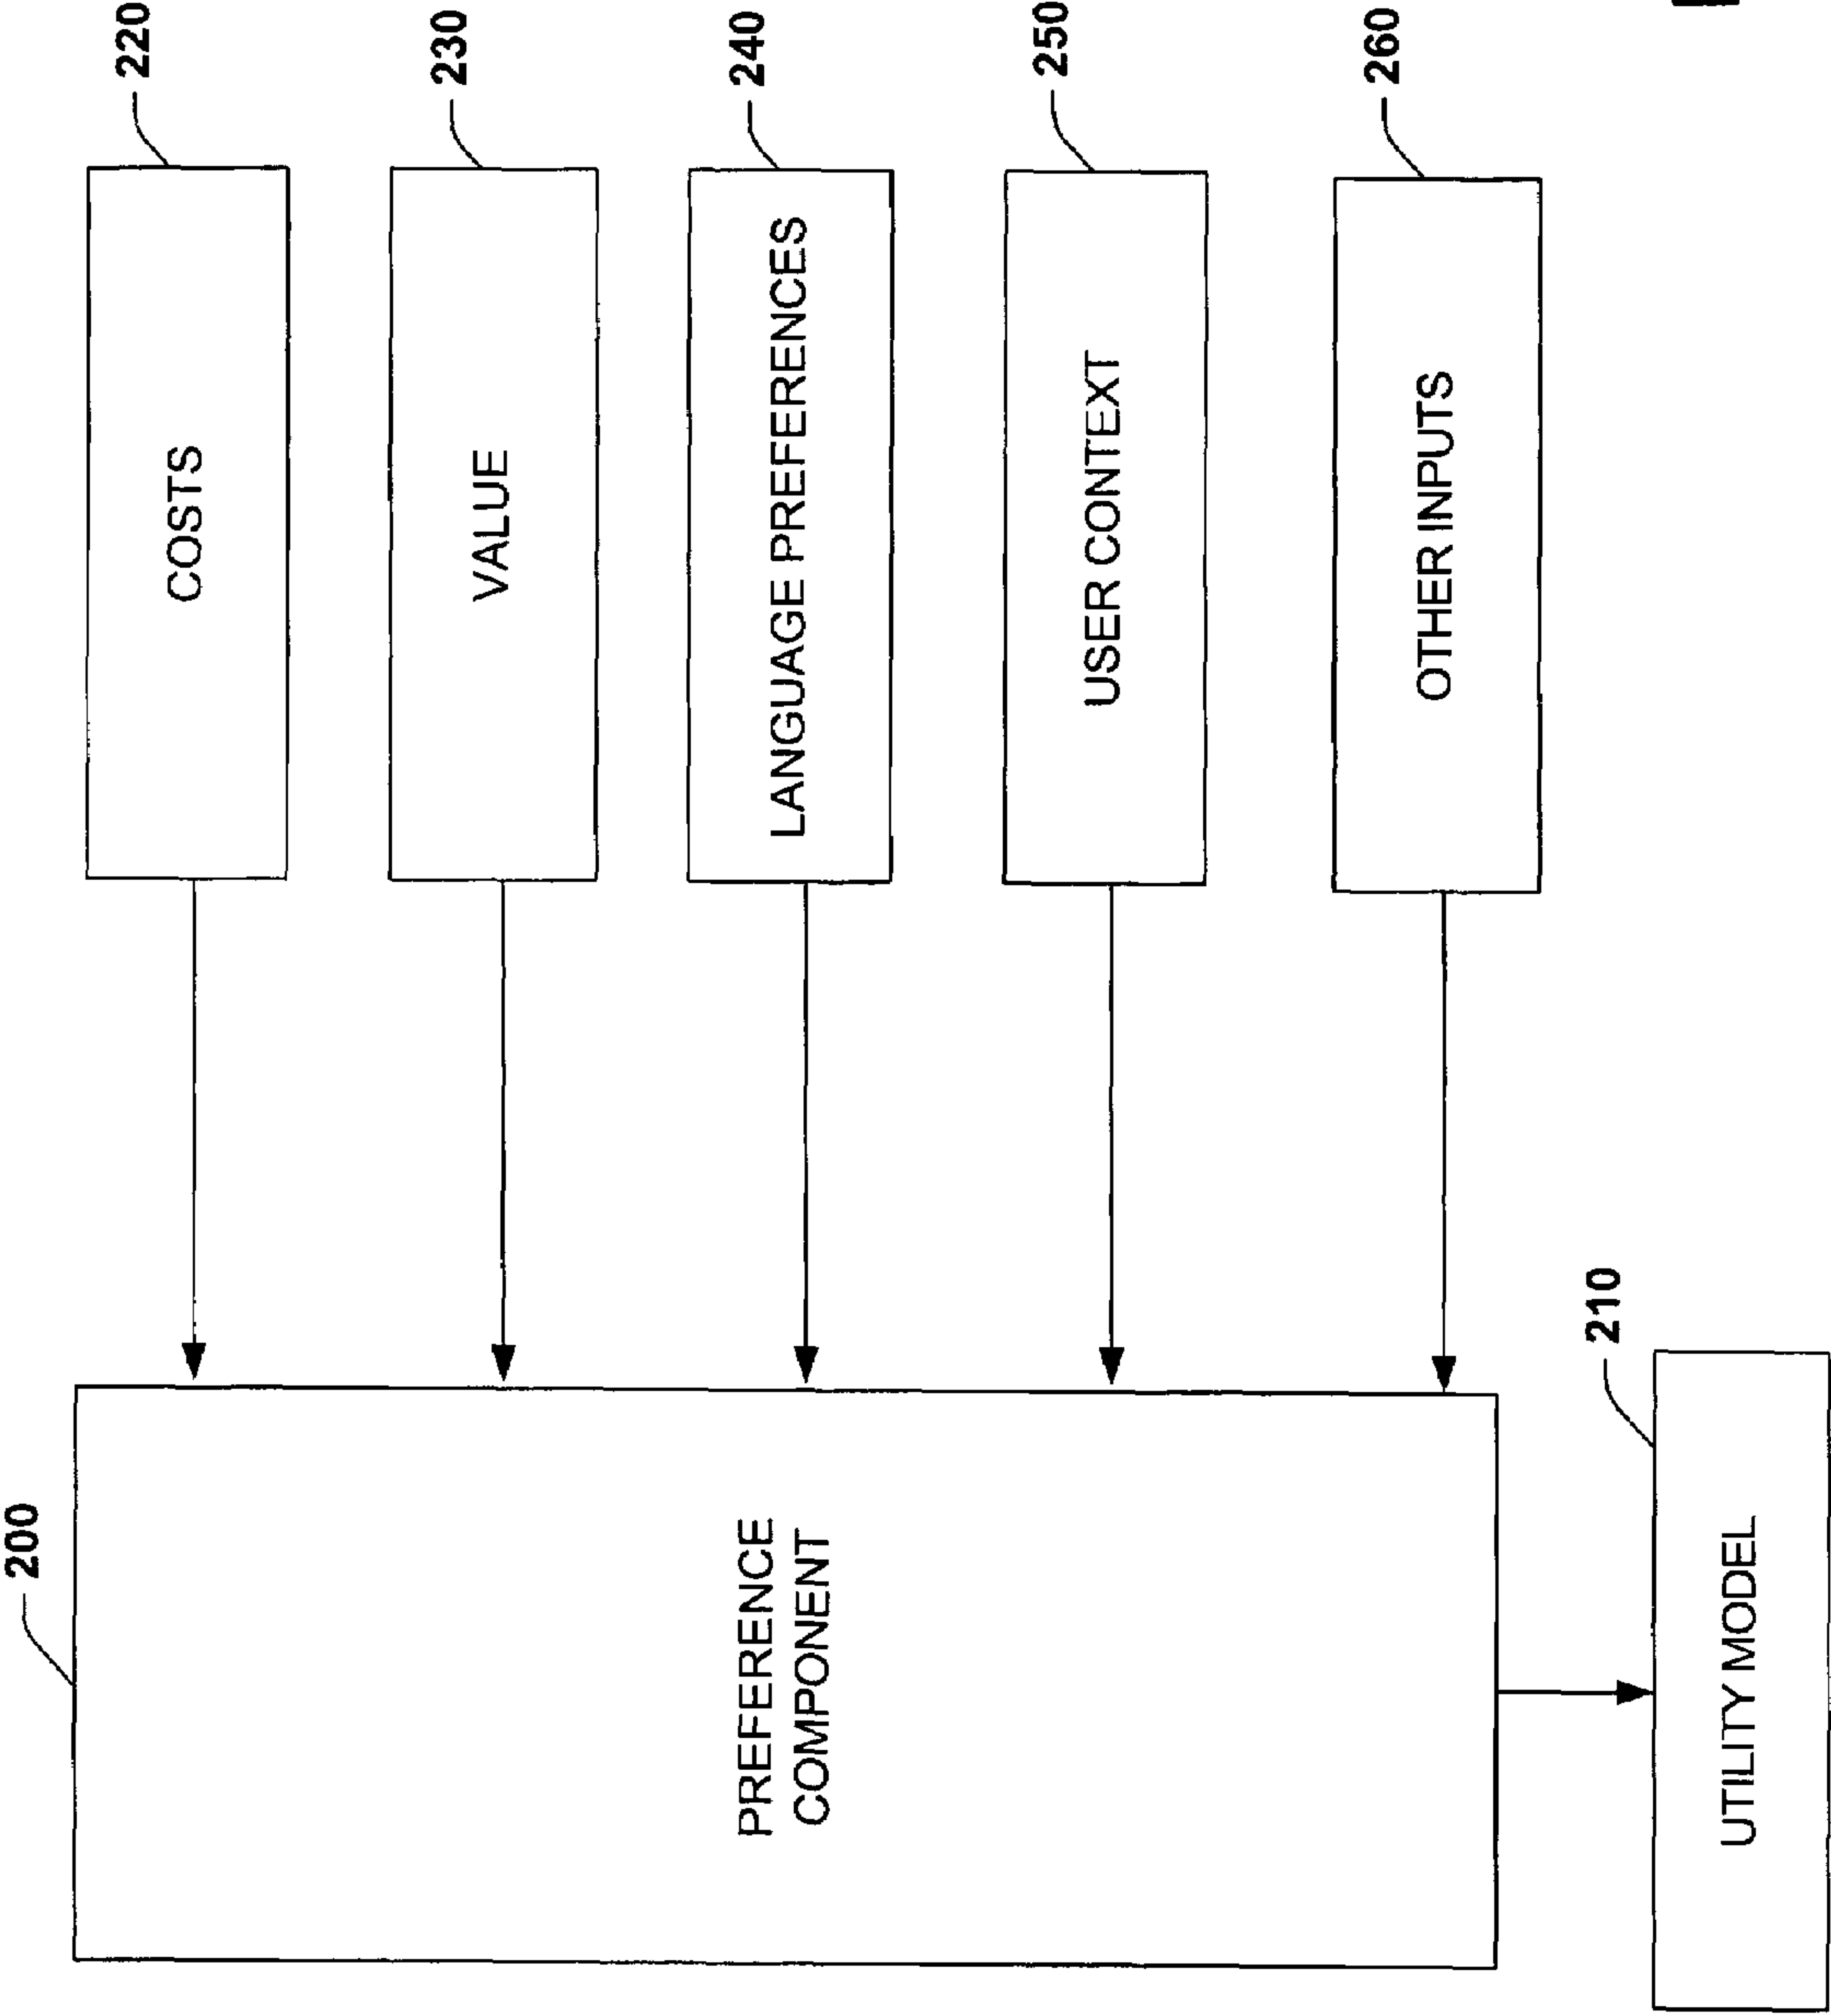 200
PREFERENCE
COMPONENT
210
UTILITY MODEL
220
COSTS
230
VALUE
240
LANGUAGE PREFERENCES
250
USER CONTEXT
260
OTHER INPUTS